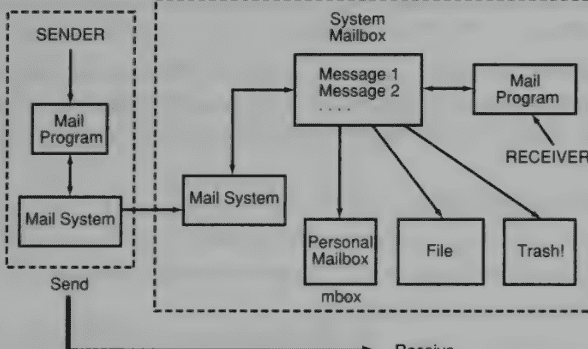 SENDER
Mail
Program
Mail System
Send
System
Mailbox
Message 1
Message 2
. . . .
Mail
Program
RECEIVER
Mail System
Personal
Mailbox
mbox
File
Trash!
Receive